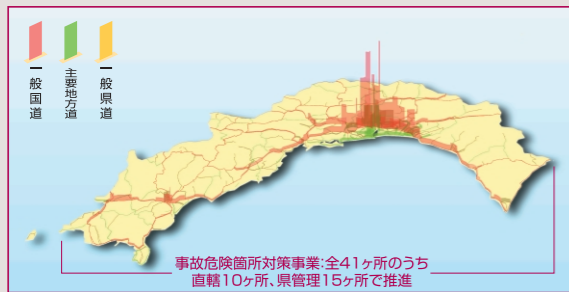 一般国道
主要地方道
一般県道
事故危険箇所対策事業:全41ヶ所のうち
直轄10ヶ所、県管理15ヶ所で推進